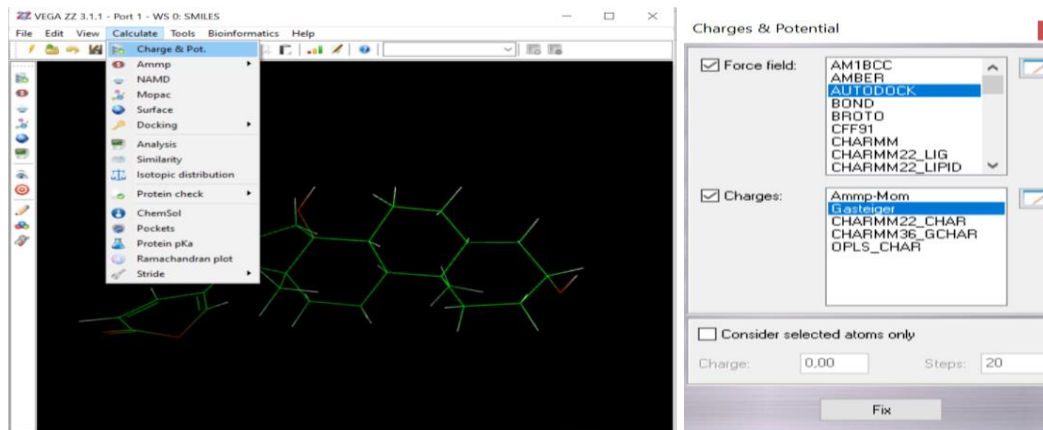 VEGA ZZ 3.1.1 - Port 1 - WS 0: SMILES
File Edit View Calculate Tools Bioinformatics Help
Charge & Pot.
Ammp
NAMD
Mopac
Surface
Docking
Analysis
Similarity
Isotopic distribution
Protein check
ChemSol
Pockets
Protein pKa
Ramachandran plot
Stride
Charges & Potential
Force field:
AM1BCC
AMBER
AUTODOCK
BOND
BROTO
CFF91
CHARMM
CHARMM22_LIG
CHARMM22_LIPID
Charges:
Ammp-Mom
Gasteiger
CHARMM22_CHAR
CHARMM36_GCHAR
OPLS_CHAR
Consider selected atoms only
Charge: 0,00 Steps: 20
Fix